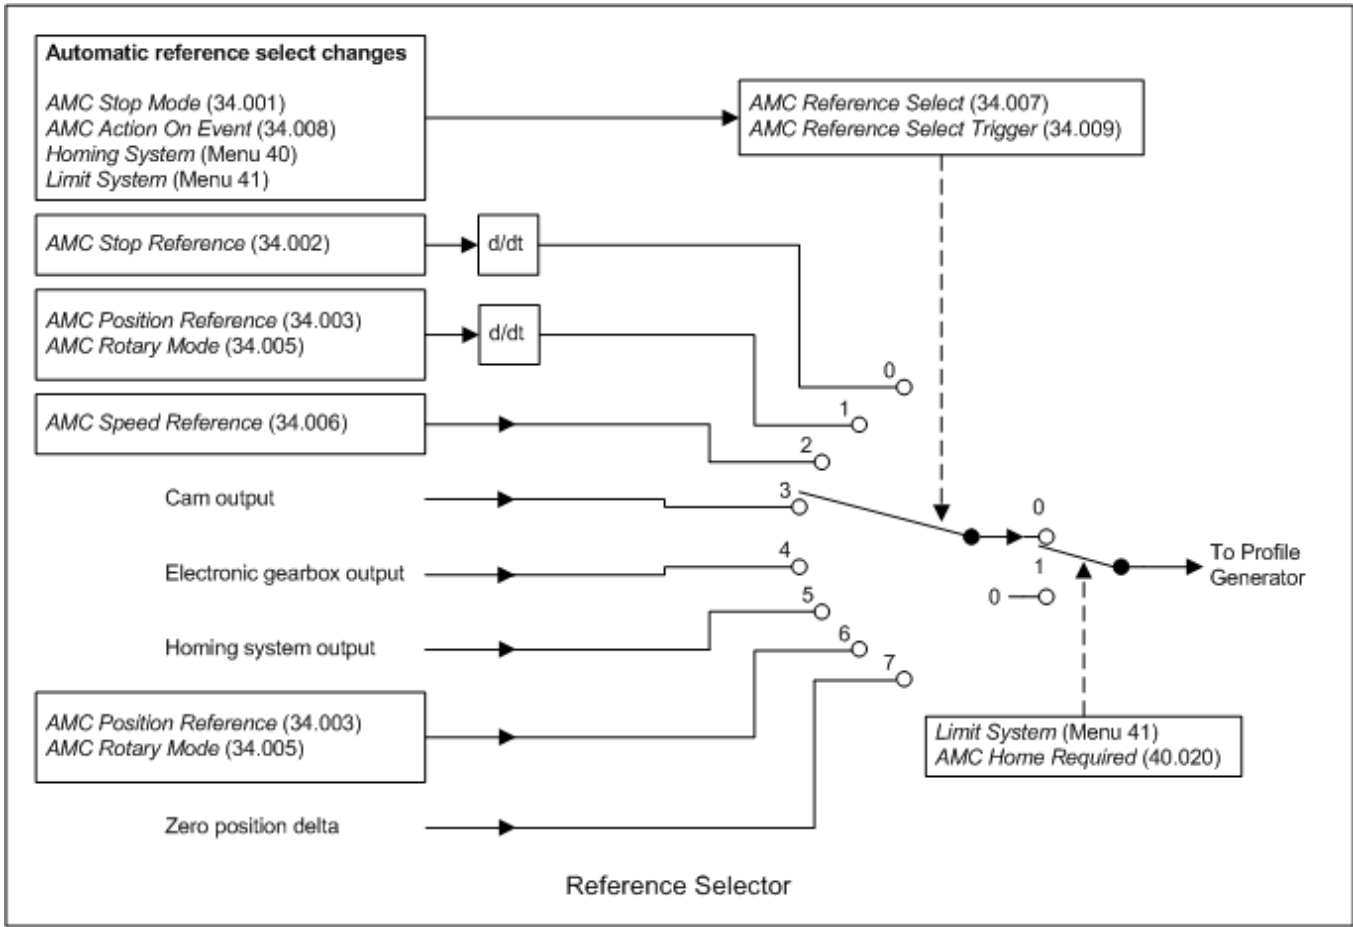 Automatic reference select changes
AMC Stop Mode (34.001)
AMC Action On Event (34.008)
Homing System (Menu 40)
Limit System (Menu 41)
AMC Reference Select (34.007)
AMC Reference Select Trigger (34.009)
AMC Stop Reference (34.002)
d/dt
AMC Position Reference (34.003)
AMC Rotary Mode (34.005)
d/dt
0
1
AMC Speed Reference (34.006)
2
Cam output
3
0
To Profile
Generator
1
0
Electronic gearbox output
4
5
Homing system output
6
7
AMC Position Reference (34.003)
AMC Rotary Mode (34.005)
Limit System (Menu 41)
AMC Home Required (40.020)
Zero position delta
Reference Selector